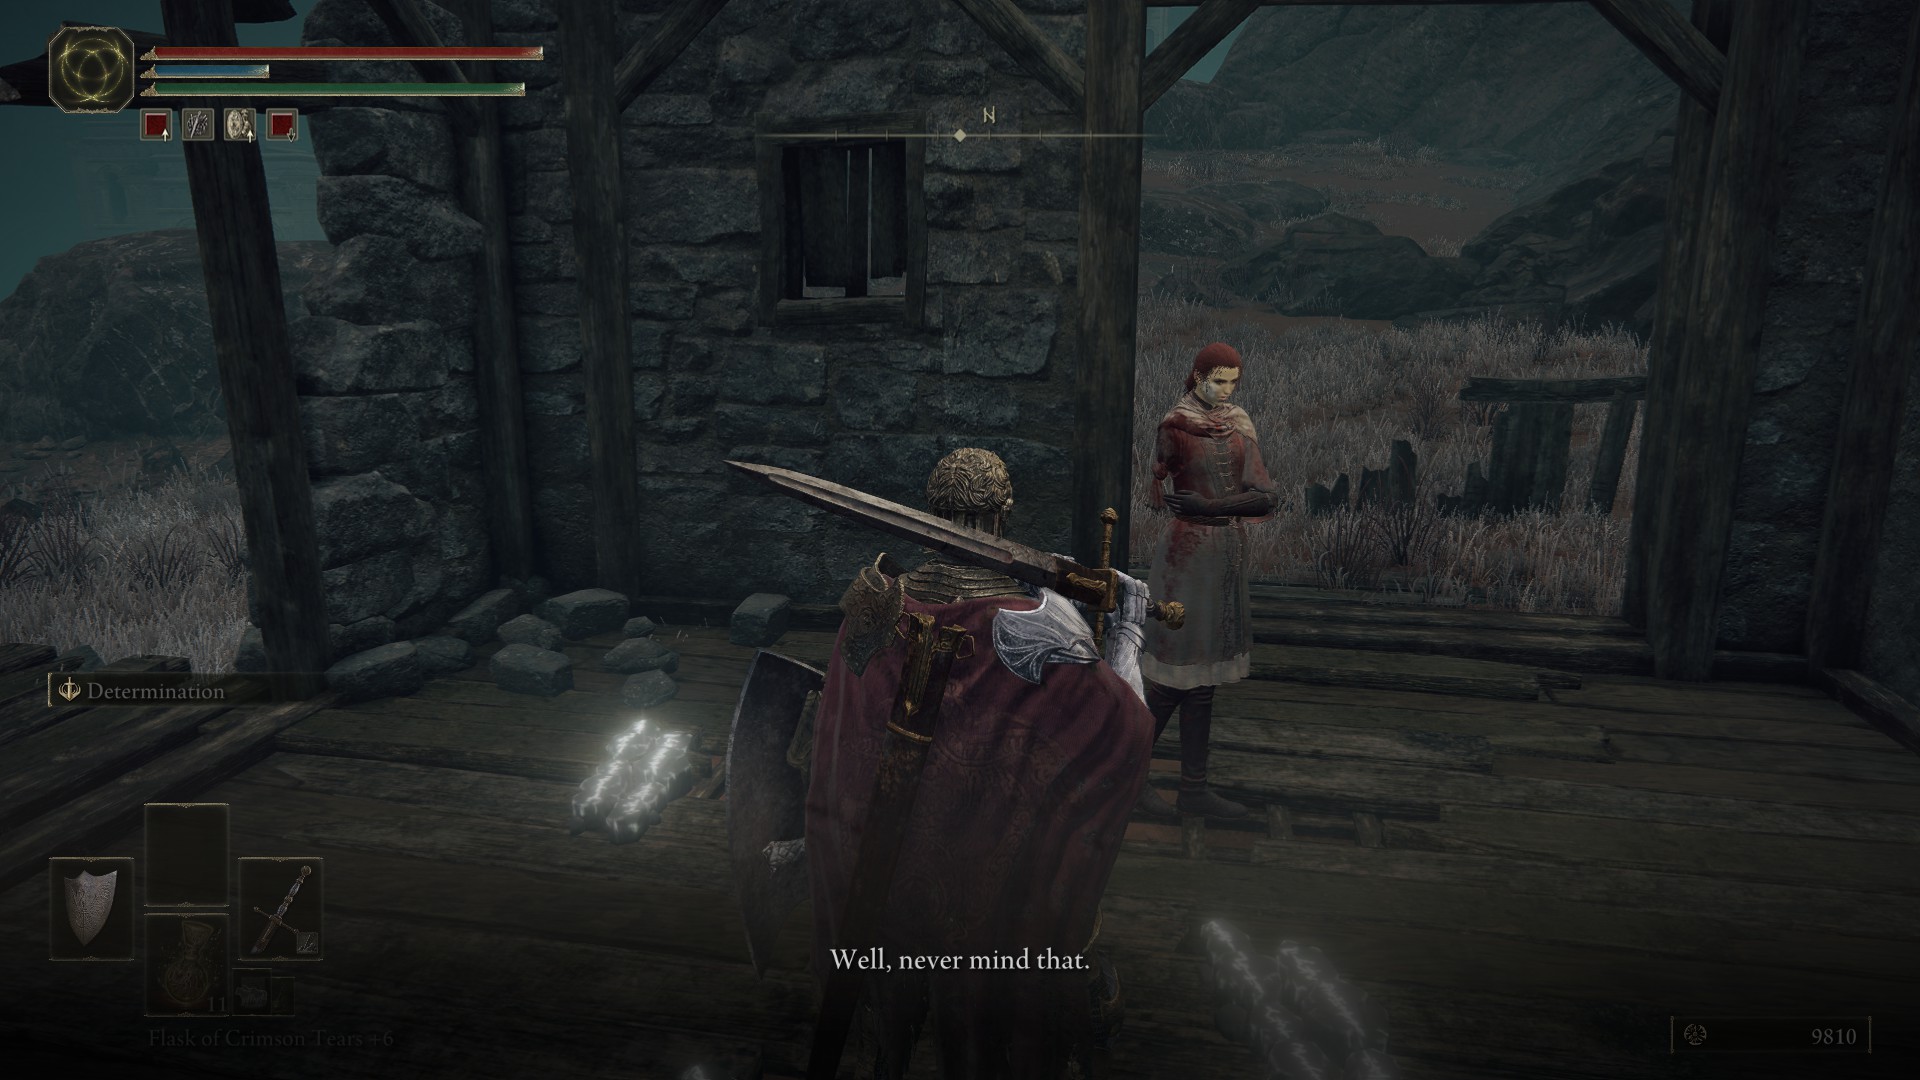 N
Determination
Well, never mind that.
11
Flask of Crimson Tears +6
9810